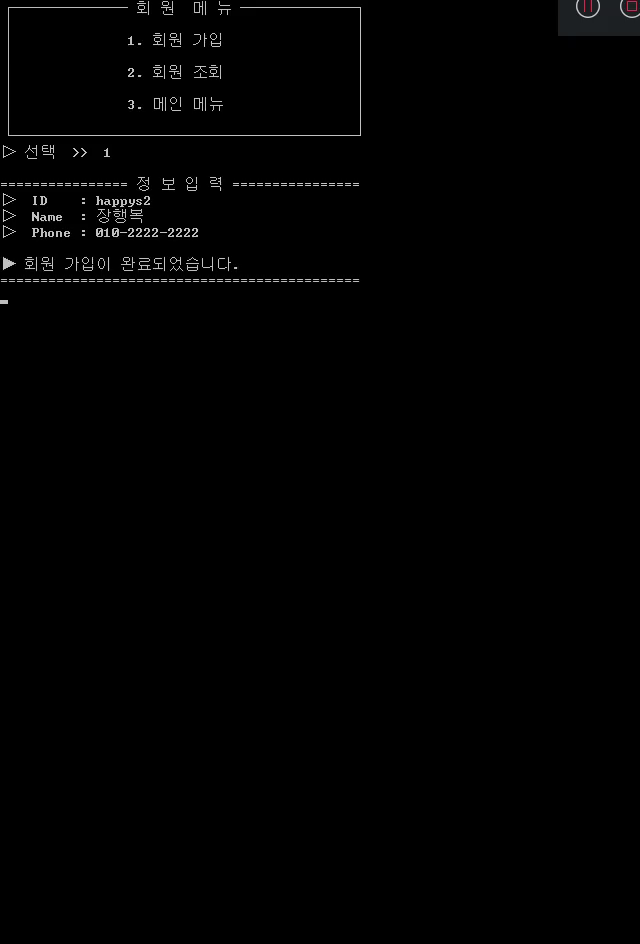 회 원 메 뉴
1. 회원 가입
2. 회원 조회
3. 메인 메뉴
▷ 선택 >> 1
================ 정 보 입 력 ================
▷ ID : happys2
▷ Name : 장행복
▷ Phone : 010-2222-2222
▶ 회원 가입이 완료되었습니다.
=============================================